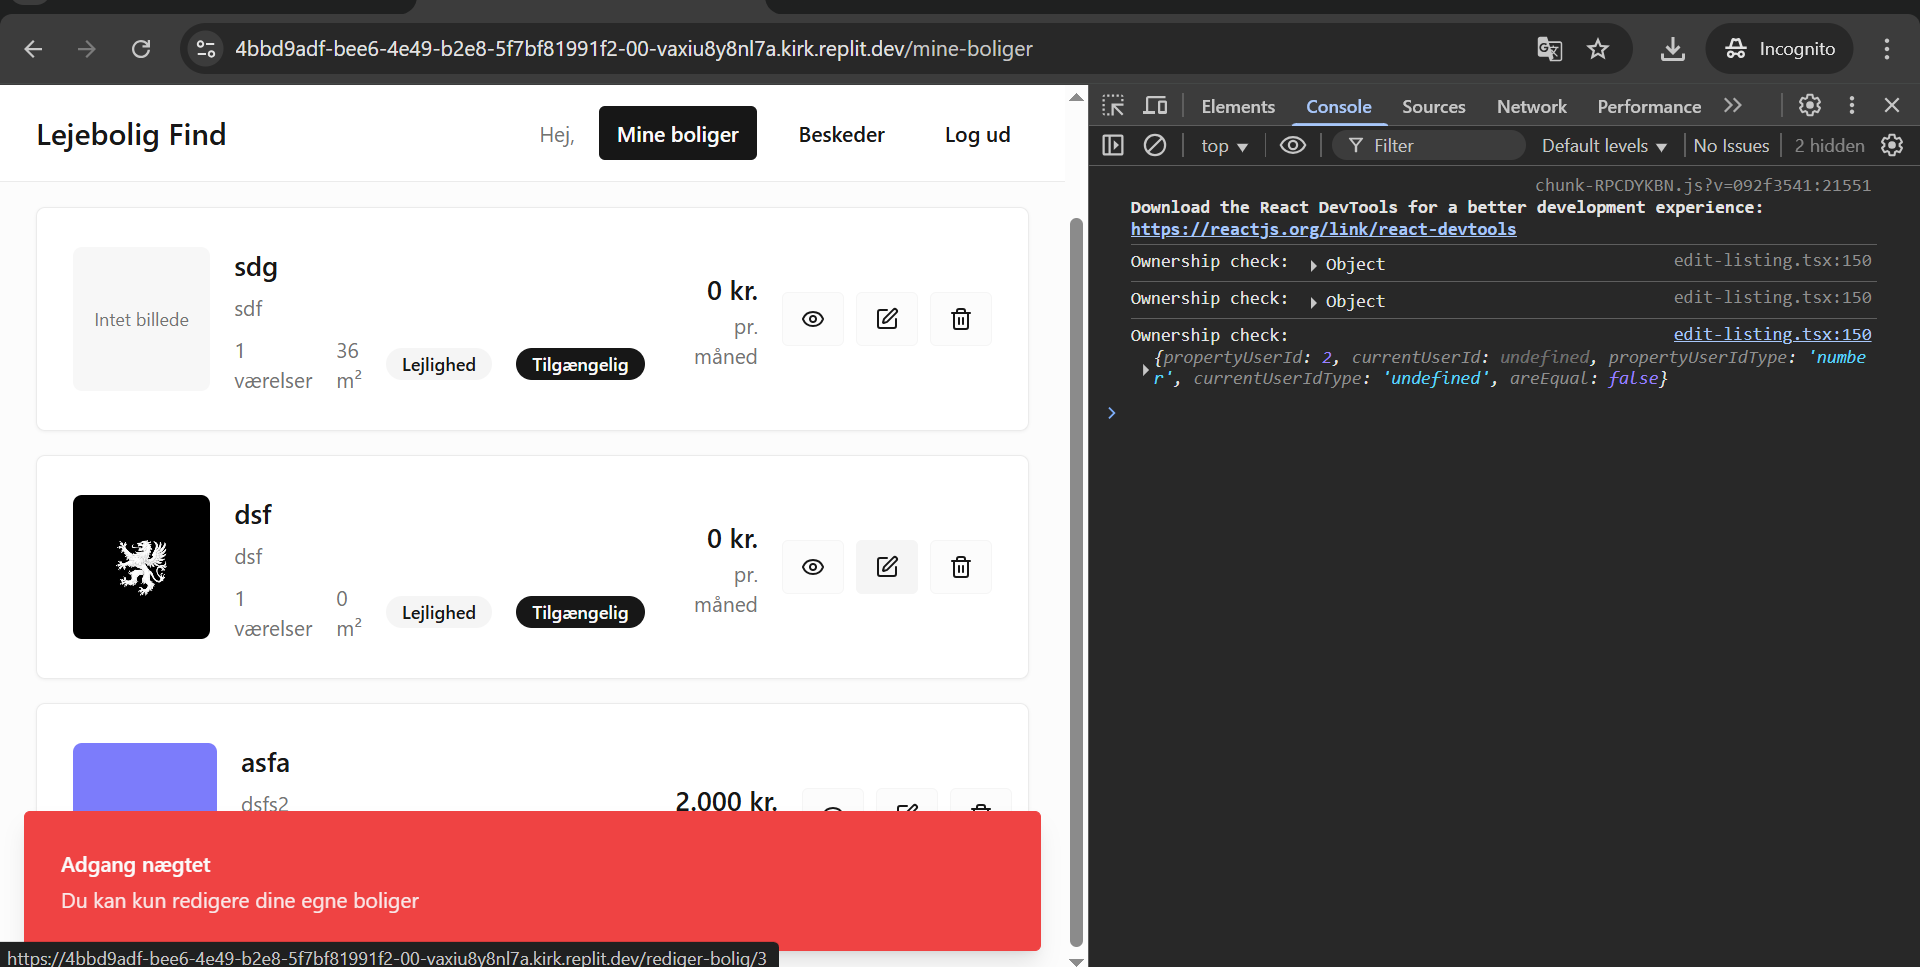 4bbd9adf-bee6-4e49-b2e8-5f7bf81991f2-00-vaxiu8y8nl7a.kirk.replit.dev/mine-boliger
Incognito
Lejebolig Find
Hej,
Mine boliger
Beskeder
Log ud
Intet billede
sdg
sdf
1
værelser
36
m²
Lejlighed
Tilgængelig
0 kr.
pr.
måned
dsf
dsf
1
værelser
0
m²
Lejlighed
Tilgængelig
0 kr.
pr.
måned
asfa
dsfs2
2.000 kr.
Adgang nægtet
Du kan kun redigere dine egne boliger
https://4bbd9adf-bee6-4e49-b2e8-5f7bf81991f2-00-vaxiu8y8nl7a.kirk.replit.dev/rediger-bolig/3
Elements
Console
Sources
Network
Performance
top
Filter
Default levels
No Issues
2 hidden
chunk-RPCDYKBN.js?v=092f3541:21551
Download the React DevTools for a better development experience:
https://reactjs.org/link/react-devtools
Ownership check: Object edit-listing.tsx:150
Ownership check: Object edit-listing.tsx:150
Ownership check: edit-listing.tsx:150
{propertyUserId: 2, currentUserId: undefined, propertyUserIdType: 'numbe
r', currentUserIdType: 'undefined', areEqual: false}